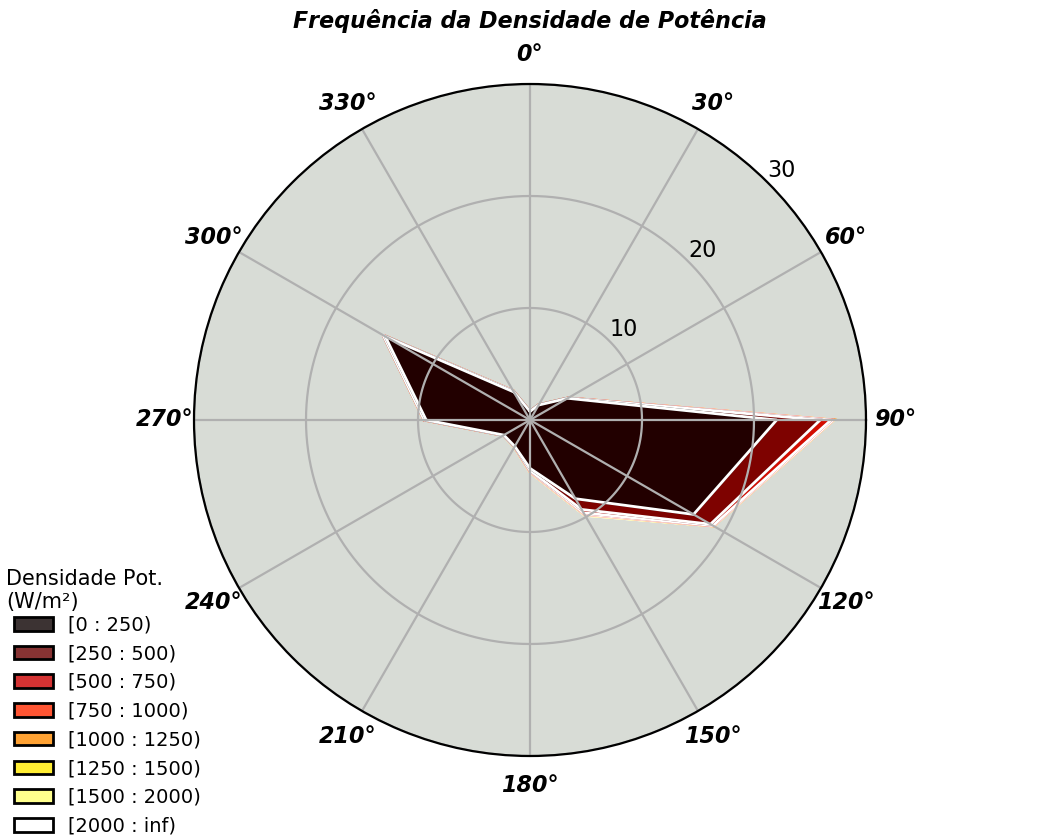 Frequência da Densidade de Potência
0°
330°
30°
30
300°
60°
20
10
270°
90°
240°
120°
210°
150°
180°
Densidade Pot.
(W/m²)
[0 : 250)
[250 : 500)
[500 : 750)
[750 : 1000)
[1000 : 1250)
[1250 : 1500)
[1500 : 2000)
[2000 : inf)